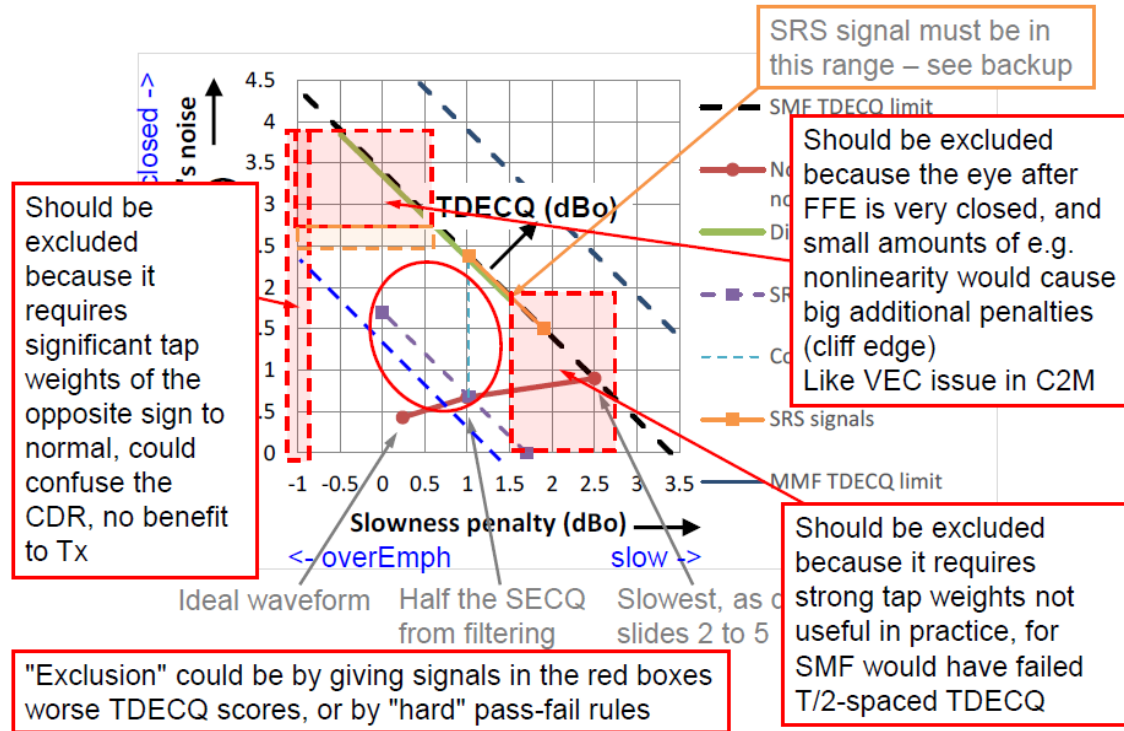 SRS signal must be in
this range – see backup
closed ->
's noise
4.5
4
3.5
3
2.5
2
1.5
1
.5
0
-1
-0.5
0
0.5
1
1.5
2
2.5
3
3.5
Slowness penalty (dBo)
<- overEmph
slow ->
TDECQ (dBo)
SMF TDECQ limit
SRS signals
MMF TDECQ limit
Should be
excluded
because it
requires
significant tap
weights of the
opposite sign to
normal, could
confuse the
CDR, no benefit
to Tx
Should be excluded
because the eye after
FFE is very closed, and
small amounts of e.g.
nonlinearity would cause
big additional penalties
(cliff edge)
Like VEC issue in C2M
Should be excluded
because it requires
strong tap weights not
useful in practice, for
SMF would have failed
T/2-spaced TDECQ
Ideal waveform
Half the SECQ
from filtering
Slowest, as
slides 2 to 5
"Exclusion" could be by giving signals in the red boxes
worse TDECQ scores, or by "hard" pass-fail rules